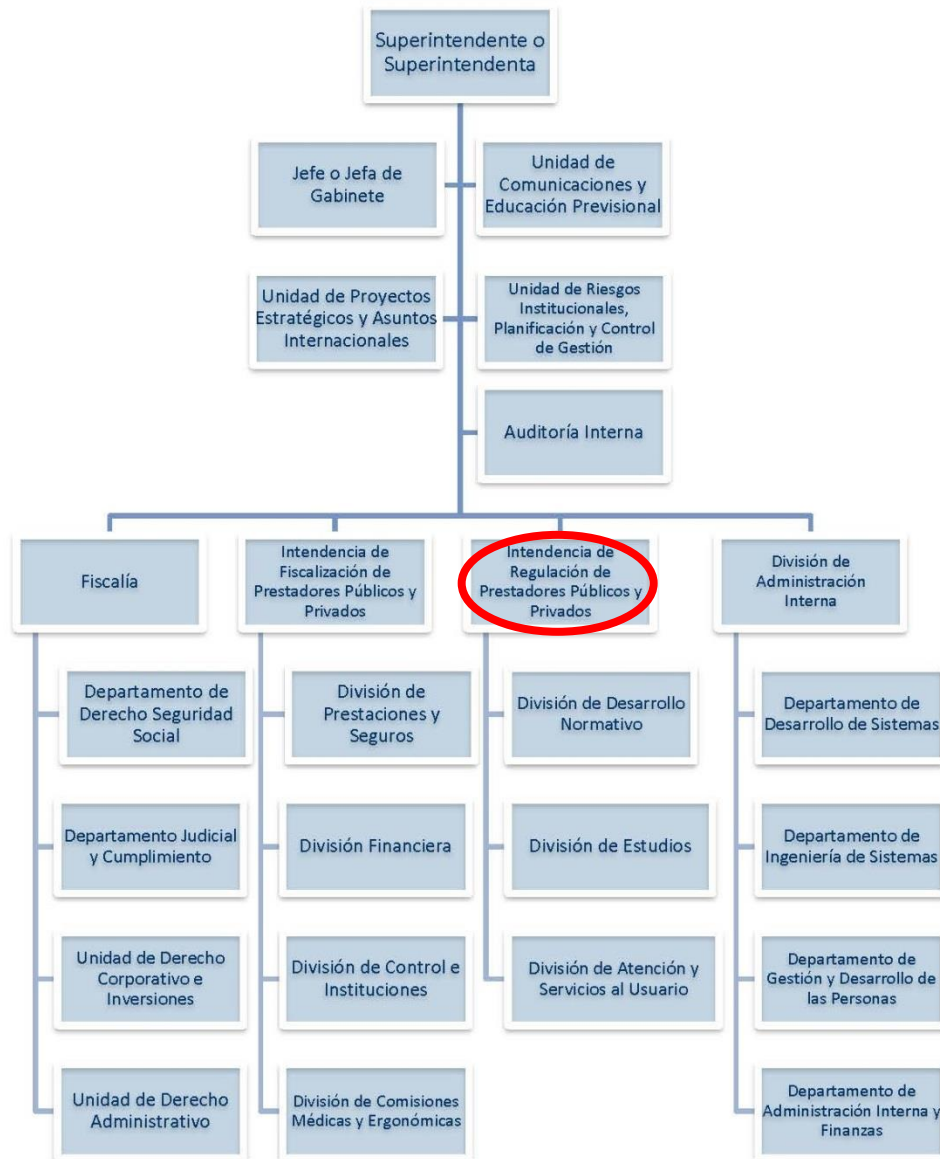 Superintendente o
Superintendenta
Jefe o Jefa de
Gabinete
Unidad de
Comunicaciones y
Educación Previsional
Unidad de Proyectos
Estratégicos y Asuntos
Internacionales
Unidad de Riesgos
Institucionales,
Planificación y Control
de Gestión
Auditoría Interna
Fiscalía
Intendencia de
Fiscalización de
Prestadores Públicos y
Privados
Intendencia de
Regulación de
Prestadores Públicos y
Privados
División de
Administración
Interna
Departamento de
Derecho Seguridad
Social
División de
Prestaciones y
Seguros
División de Desarrollo
Normativo
Departamento de
Desarrollo de Sistemas
Departamento Judicial
y Cumplimiento
División Financiera
División de Estudios
Departamento de
Ingeniería de Sistemas
Unidad de Derecho
Corporativo e
Inversiones
División de Control e
Instituciones
División de Atención y
Servicios al Usuario
Departamento de
Gestión y Desarrollo de
las Personas
Unidad de Derecho
Administrativo
División de Comisiones
Médicas y Ergonómicas
Departamento de
Administración Interna y
Finanzas